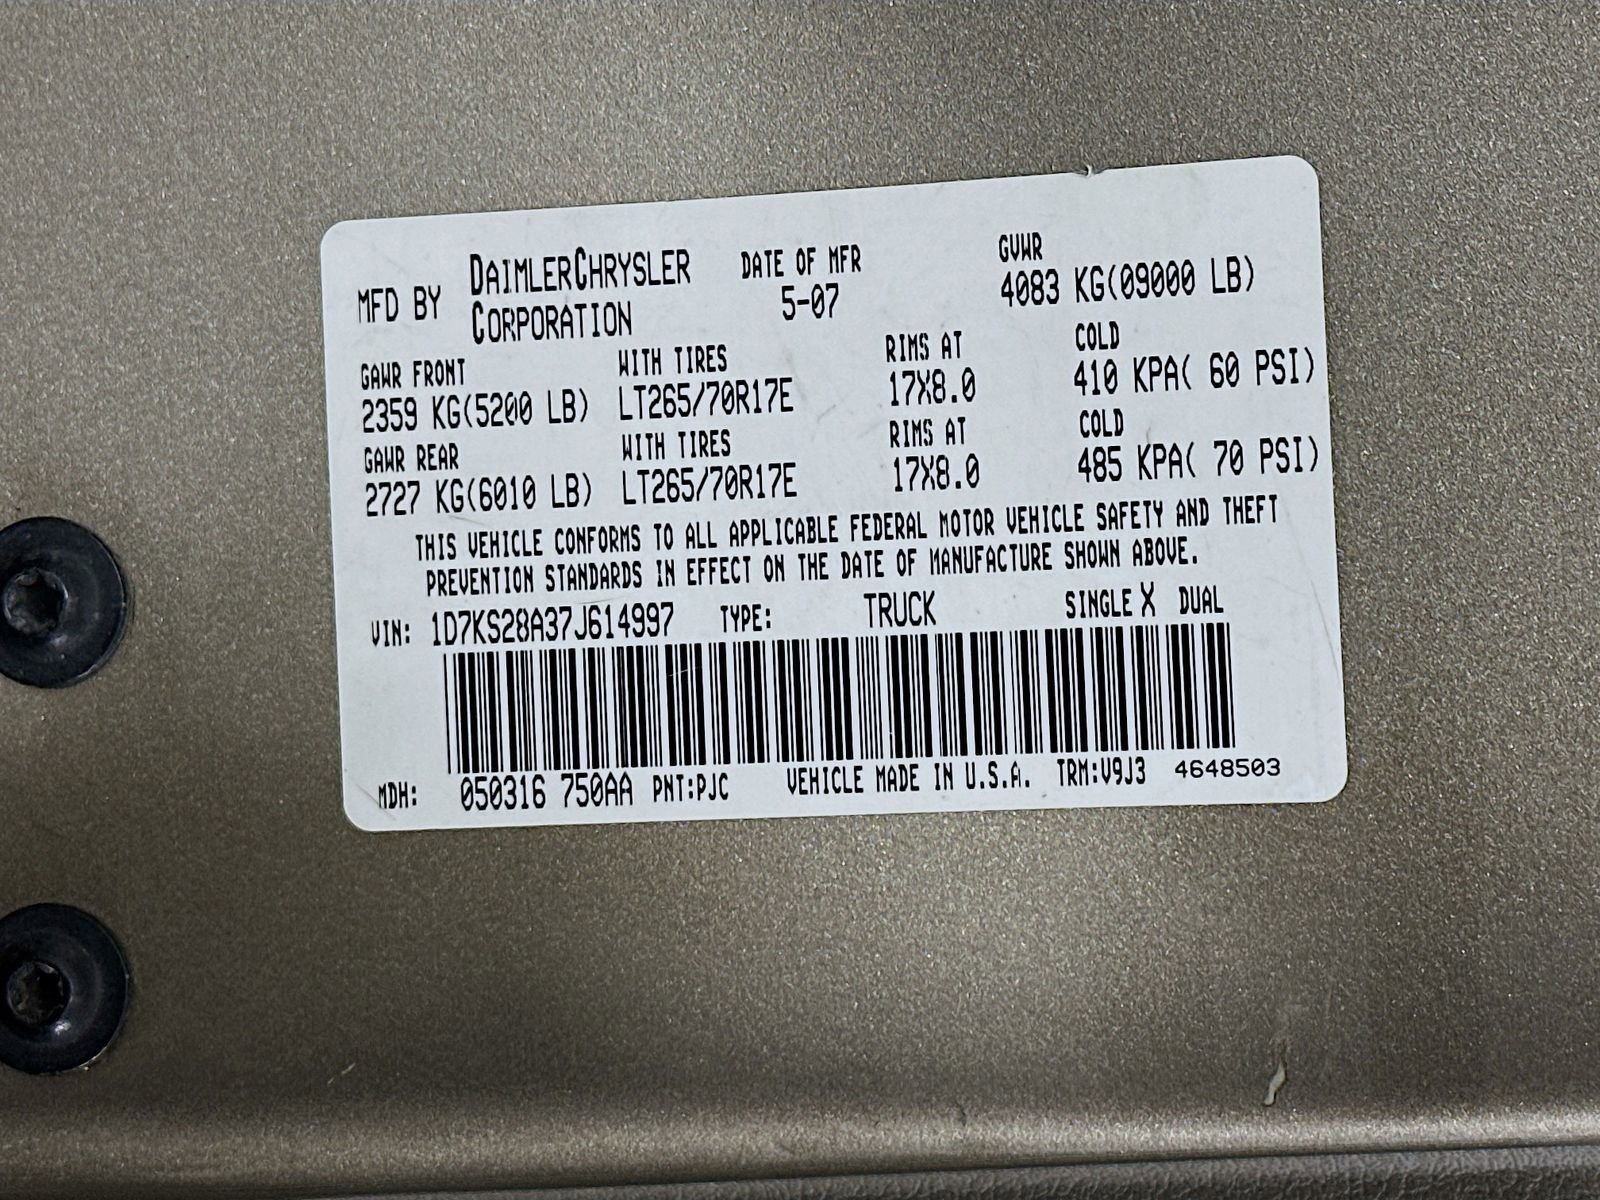 MFD BY DAIMLERCHRYSLER CORPORATION DATE OF MFR 5-07 GVWR 4083 KG(09000 LB)
GAWR FRONT WITH TIRES RIMS AT COLD
2359 KG(5200 LB) LT265/70R17E 17X8.0 410 KPA( 60 PSI)
GAWR REAR WITH TIRES RIMS AT COLD
2727 KG(6010 LB) LT265/70R17E 17X8.0 485 KPA( 70 PSI)
THIS VEHICLE CONFORMS TO ALL APPLICABLE FEDERAL MOTOR VEHICLE SAFETY AND THEFT
PREVENTION STANDARDS IN EFFECT ON THE DATE OF MANUFACTURE SHOWN ABOVE.
VIN: 1D7KS28A37J614997 TYPE: TRUCK SINGLE X DUAL
MDH: 050316 750AA PNT:PJC VEHICLE MADE IN U.S.A. TRM:V9J3 4648503